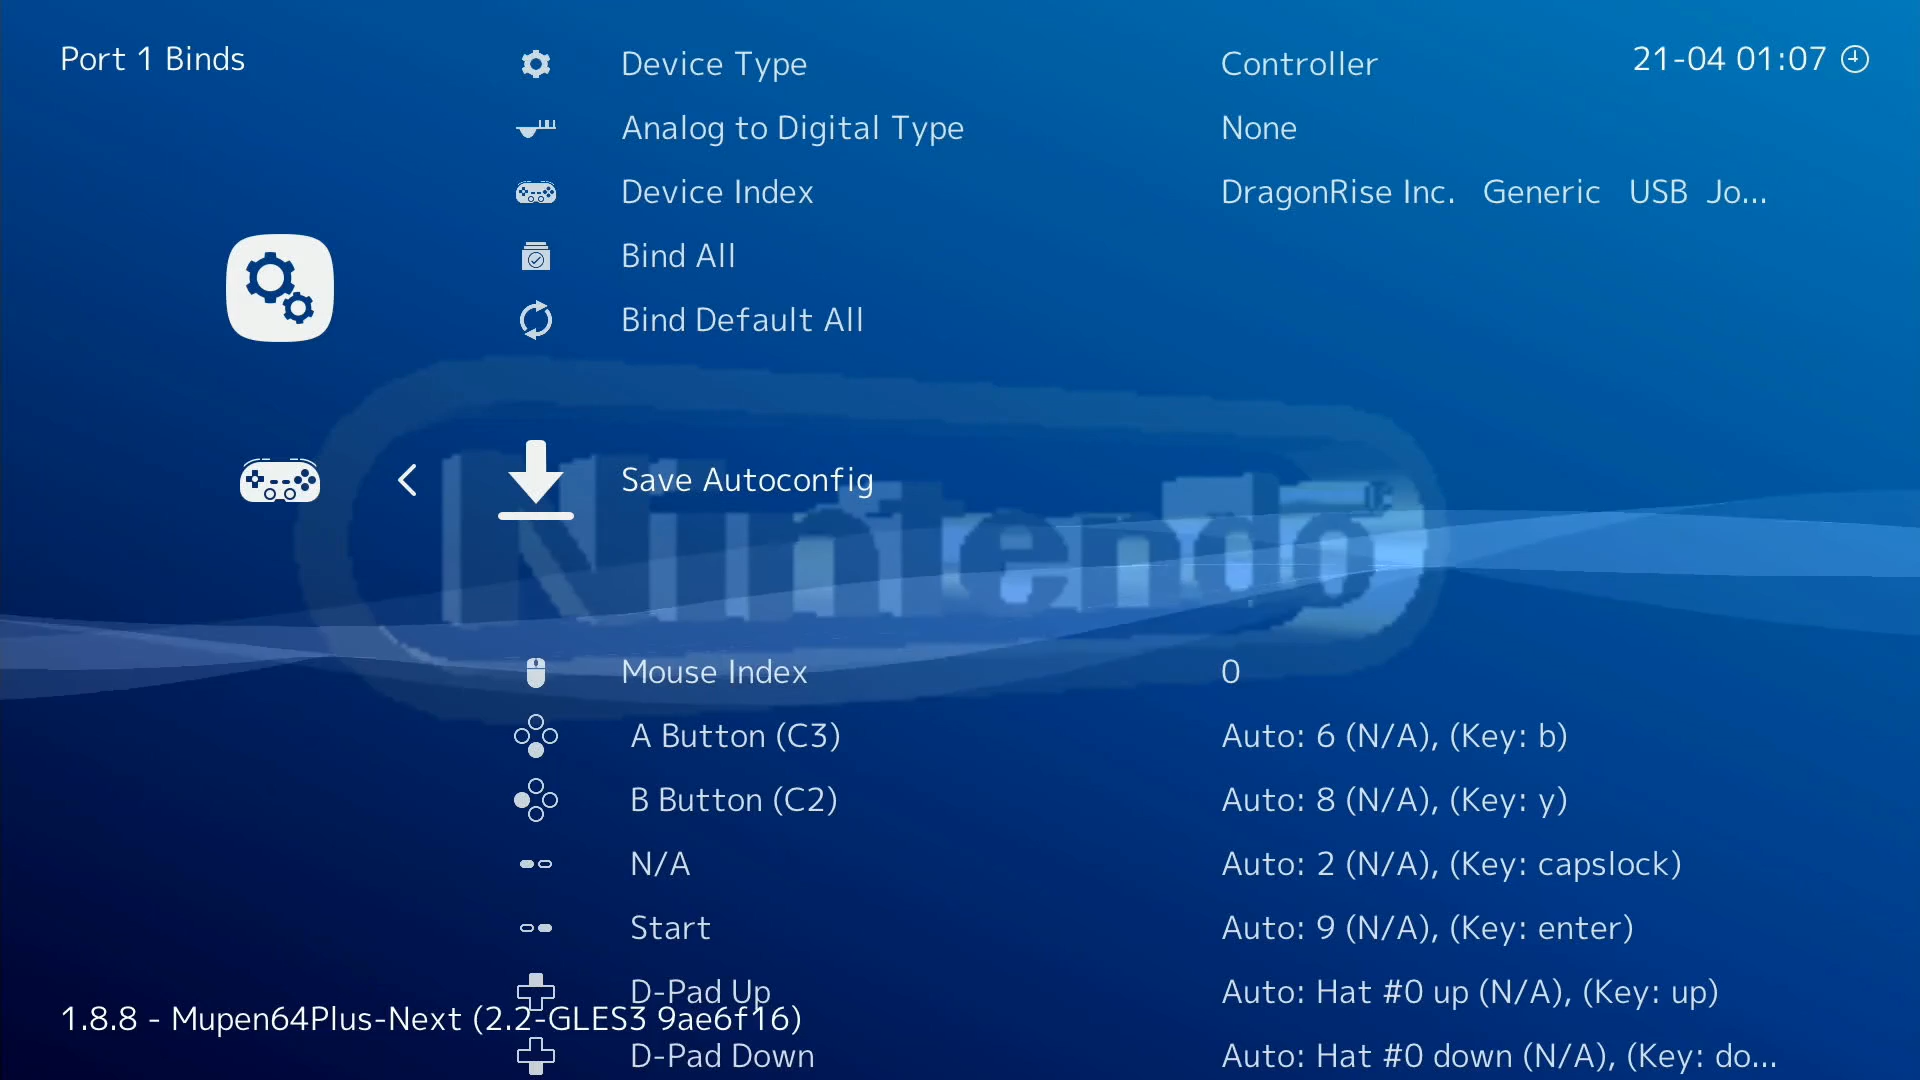 Port 1 Binds
21-04 01:07
Device Type Controller
Analog to Digital Type None
Device Index DragonRise Inc.   Generic   USB  Jo...
Bind All
Bind Default All
Save Autoconfig
Nintendo
Mouse Index 0
A Button (C3) Auto: 6 (N/A), (Key: b)
B Button (C2) Auto: 8 (N/A), (Key: y)
N/A Auto: 2 (N/A), (Key: capslock)
Start Auto: 9 (N/A), (Key: enter)
D-Pad Up Auto: Hat #0 up (N/A), (Key: up)
1.8.8 - Mupen64Plus-Next (2.2-GLES3 9ae6f16)
D-Pad Down Auto: Hat #0 down (N/A), (Key: do...